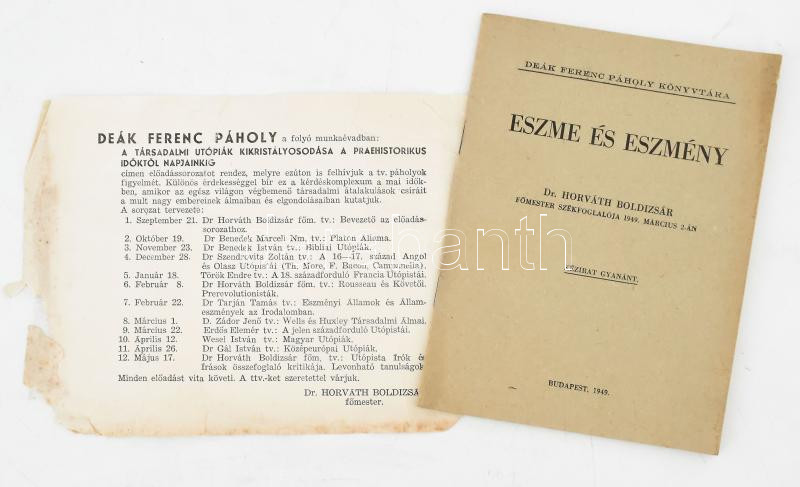 DEÁK FERENC PÁHOLY a folyó munkaévadban:
A TÁRSADALMI UTÓPIÁK KIKRISTÁLYOSODÁSA A PRAEHISTORIKUS
IDŐKTŐL NAPJAINKIG
címen előadássorozatot rendez, melyre ezúton is felhívjuk a tv. páholyok
figyelmét. Különös érdekességgel bír ez a kérdéskomplexum a mai idők-
ben, amikor az egész világon végbemenő társadalmi átalakulások csíráit
a mult nagy embereinek álmaiban és elgondolásaiban kutatjuk.
A sorozat tervezete:
1. Szeptember 21. Dr Horváth Boldizsár főm. tv.: Bevezető az előadás-
sorozathoz.
2. Október 19. Dr Benedek Marcell Nm. tv.: Platon Állama.
3. November 23. Dr Benedek István tv.: Bibliai Utópiák.
4. December 28. Dr Szendrovits Zoltán tv.: A 16—17. század Angol
és Olasz Utópistái (Th. More, F. Bacon, Campanella).
5. Január 18. Török Endre tv.: A 18. századforduló Francia Utópistái.
6. Február 8. Dr Horváth Boldizsár főm. tv.: Rousseau és Követői.
Prerevolutionisták.
7. Február 22. Dr Tarján Tamás tv.: Eszményi Államok és Állam-
eszmények az Irodalomban.
8. Március 1. D. Zádor Jenő tv.: Wells és Huxley Társadalmi Álmai.
9. Március 22. Erdős Elemér tv.: A jelen századforduló Utópistái.
10. Április 12. Wesel István tv.: Magyar Utópiák.
11. Április 26. Dr Gál István tv.: Középeurópai Utópiák.
12. Május 17. Dr Horváth Boldizsár főm. tv.: Utópista Írók és
Írások összefoglaló kritikája. Levonható tanulságok
Minden előadást vita követi. A ttv.-ket szeretettel várjuk.
Dr. HORVÁTH BOLDIZSÁ
főmester.
DEÁK FERENC PÁHOLY KÖNYVTÁRA
ESZME ÉS ESZMÉNY
Dr. HORVÁTH BOLDIZSÁR
FŐMESTER SZÉKFOGLALÓJA 1949. MÁRCIUS 2-ÁN
KÉZIRAT GYANÁNT.
BUDAPEST, 1949.